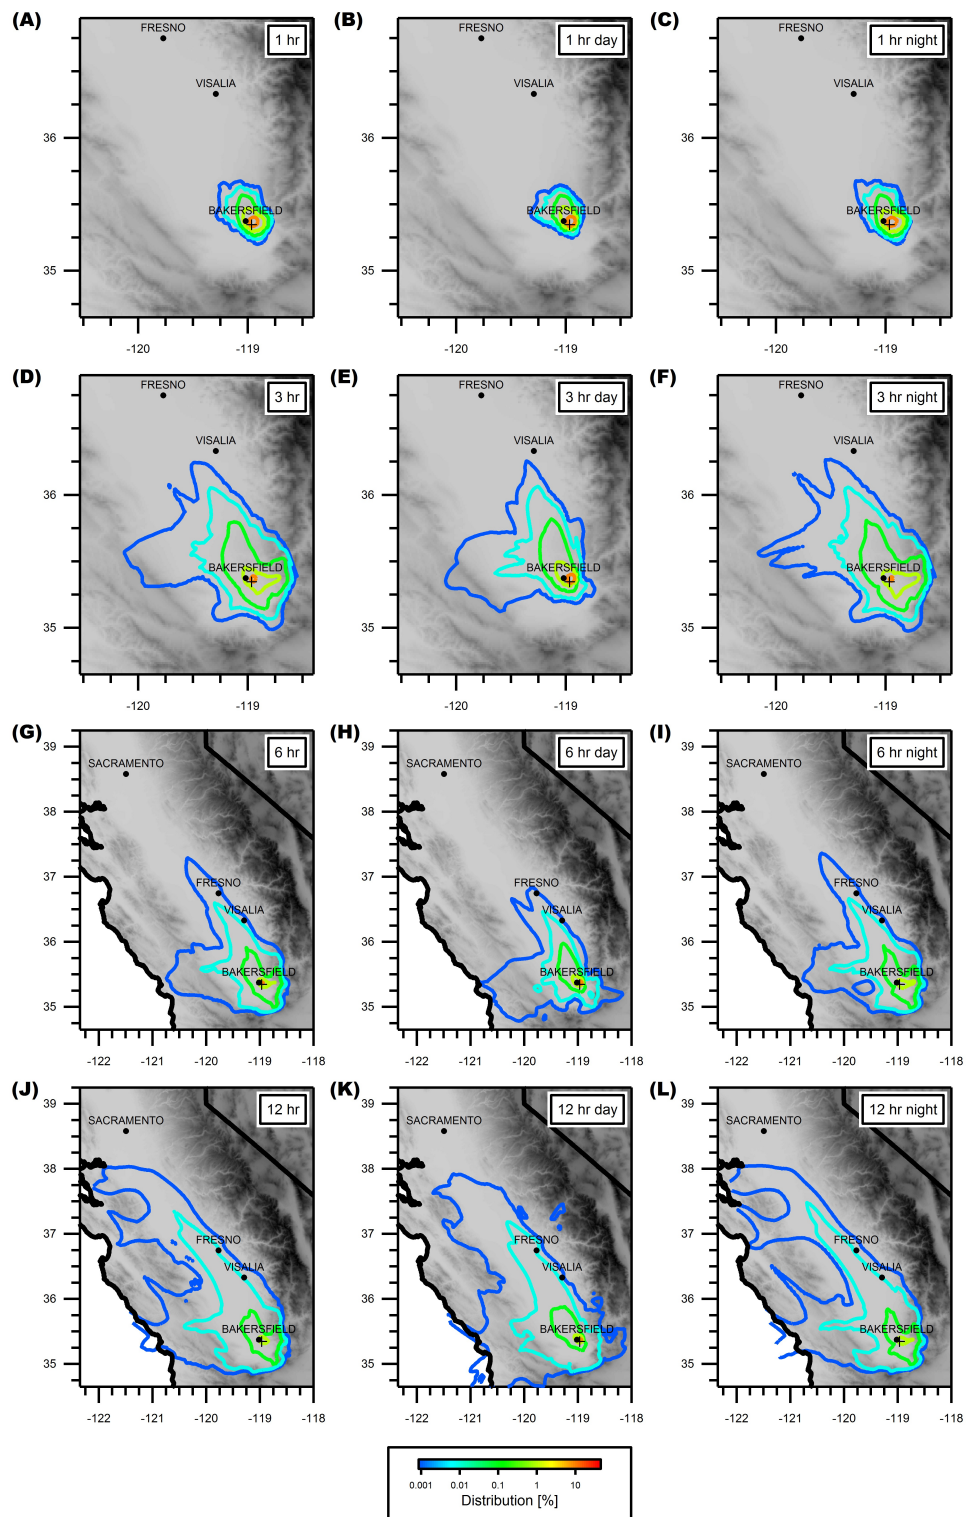 (A)
FRESNO
1 hr
VISALIA
36
BAKERSFIELD
35
-120
-119
(B)
FRESNO
1 hr day
VISALIA
36
BAKERSFIELD
35
-120
-119
(C)
FRESNO
1 hr night
VISALIA
36
BAKERSFIELD
35
-120
-119
(D)
FRESNO
3 hr
VISALIA
36
BAKERSFIELD
35
-120
-119
(E)
FRESNO
3 hr day
VISALIA
36
BAKERSFIELD
35
-120
-119
(F)
FRESNO
3 hr night
VISALIA
36
BAKERSFIELD
35
-120
-119
(G)
39
6 hr
SACRAMENTO
38
37
FRESNO
VISALIA
36
BAKERSFIELD
35
-122
-121
-120
-119
-118
(H)
39
6 hr day
SACRAMENTO
38
37
FRESNO
VISALIA
36
BAKERSFIELD
35
-122
-121
-120
-119
-118
(I)
39
6 hr night
SACRAMENTO
38
37
FRESNO
VISALIA
36
BAKERSFIELD
35
-122
-121
-120
-119
-118
(J)
39
12 hr
SACRAMENTO
38
37
FRESNO
VISALIA
36
BAKERSFIELD
35
-122
-121
-120
-119
-118
(K)
39
12 hr day
SACRAMENTO
38
37
FRESNO
VISALIA
36
BAKERSFIELD
35
-122
-121
-120
-119
-118
(L)
39
12 hr night
SACRAMENTO
38
37
FRESNO
VISALIA
36
BAKERSFIELD
35
-122
-121
-120
-119
-118
0.001 0.01 0.1 1 10
Distribution [%]